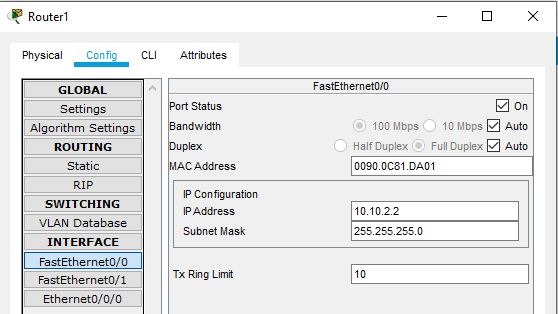 Router1
Physical Config CLI Attributes
GLOBAL
Settings
Algorithm Settings
ROUTING
Static
RIP
SWITCHING
VLAN Database
INTERFACE
FastEthernet0/0
FastEthernet0/1
Ethernet0/0/0
FastEthernet0/0
Port Status On
Bandwidth 100 Mbps 10 Mbps Auto
Duplex Half Duplex Full Duplex Auto
MAC Address 0090.0C81.DA01
IP Configuration
IP Address 10.10.2.2
Subnet Mask 255.255.255.0
Tx Ring Limit 10